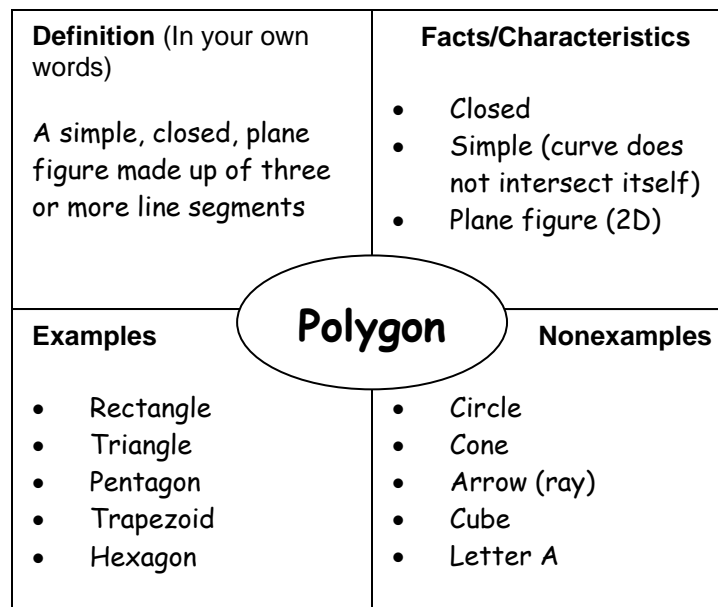 Definition (In your own
words)
A simple, closed, plane
figure made up of three
or more line segments
Facts/Characteristics
• Closed
• Simple (curve does
not intersect itself)
• Plane figure (2D)
Polygon
Examples
• Rectangle
• Triangle
• Pentagon
• Trapezoid
• Hexagon
Nonexamples
• Circle
• Cone
• Arrow (ray)
• Cube
• Letter A